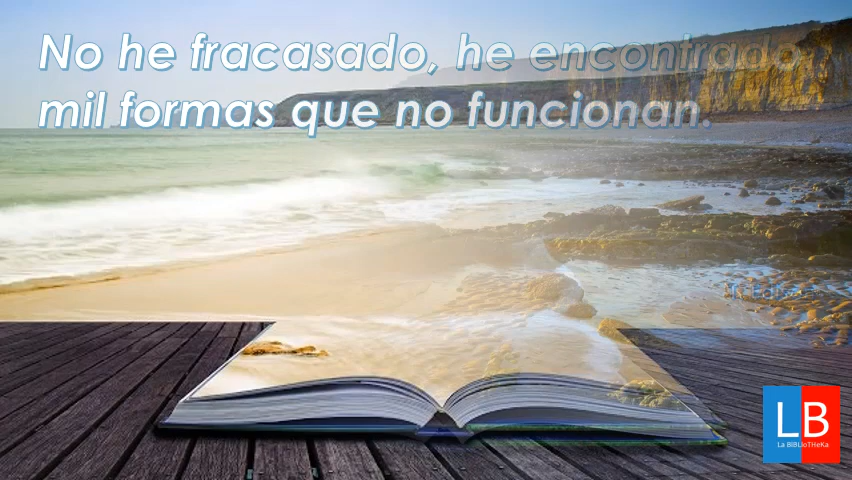 No he fracasado, he encontrado
mil formas que no funcionan.
LB
La BiBLioTHeKa